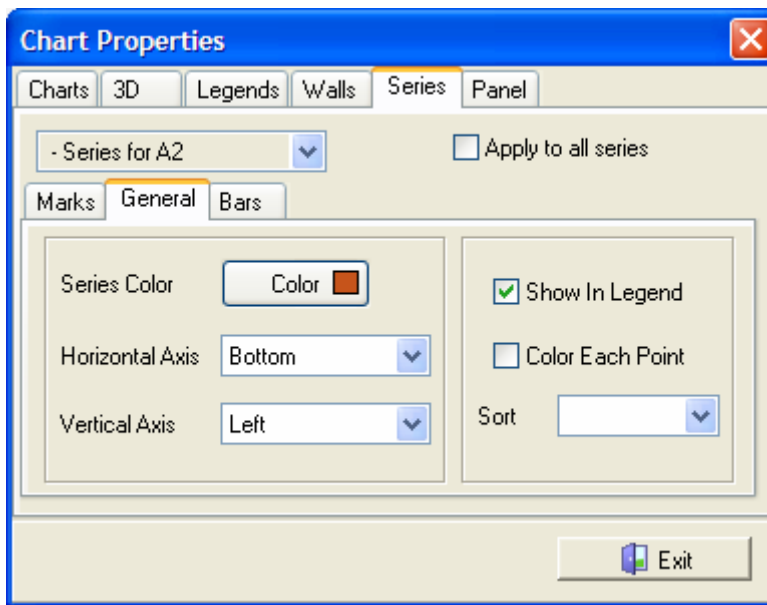 Chart Properties
Charts 3D Legends Walls Series Panel
- Series for A2 Apply to all series
Marks General Bars
Series Color Color Show In Legend
Horizontal Axis Bottom Color Each Point
Vertical Axis Left Sort
Exit